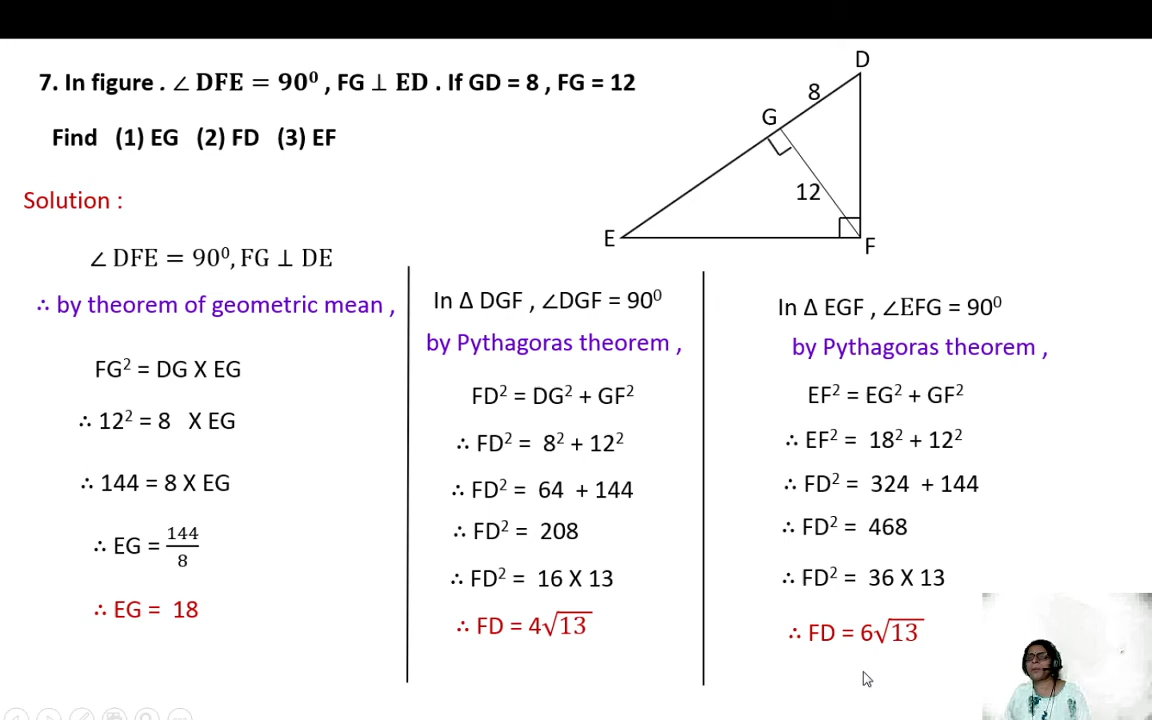 7. In figure . ∠ DFE = 90⁰ , FG ⊥ ED . If GD = 8 , FG = 12
Find (1) EG (2) FD (3) EF
D
8
G
12
E
F
Solution :
∠ DFE = 90⁰, FG ⊥ DE
∴ by theorem of geometric mean ,
FG² = DG X EG
∴ 12² = 8 X EG
∴ 144 = 8 X EG
∴ EG = 144/8
∴ EG = 18
In Δ DGF , ∠DGF = 90⁰
by Pythagoras theorem ,
FD² = DG² + GF²
∴ FD² = 8² + 12²
∴ FD² = 64 + 144
∴ FD² = 208
∴ FD² = 16 X 13
∴ FD = 4√13
In Δ EGF , ∠EFG = 90⁰
by Pythagoras theorem ,
EF² = EG² + GF²
∴ EF² = 18² + 12²
∴ FD² = 324 + 144
∴ FD² = 468
∴ FD² = 36 X 13
∴ FD = 6√13